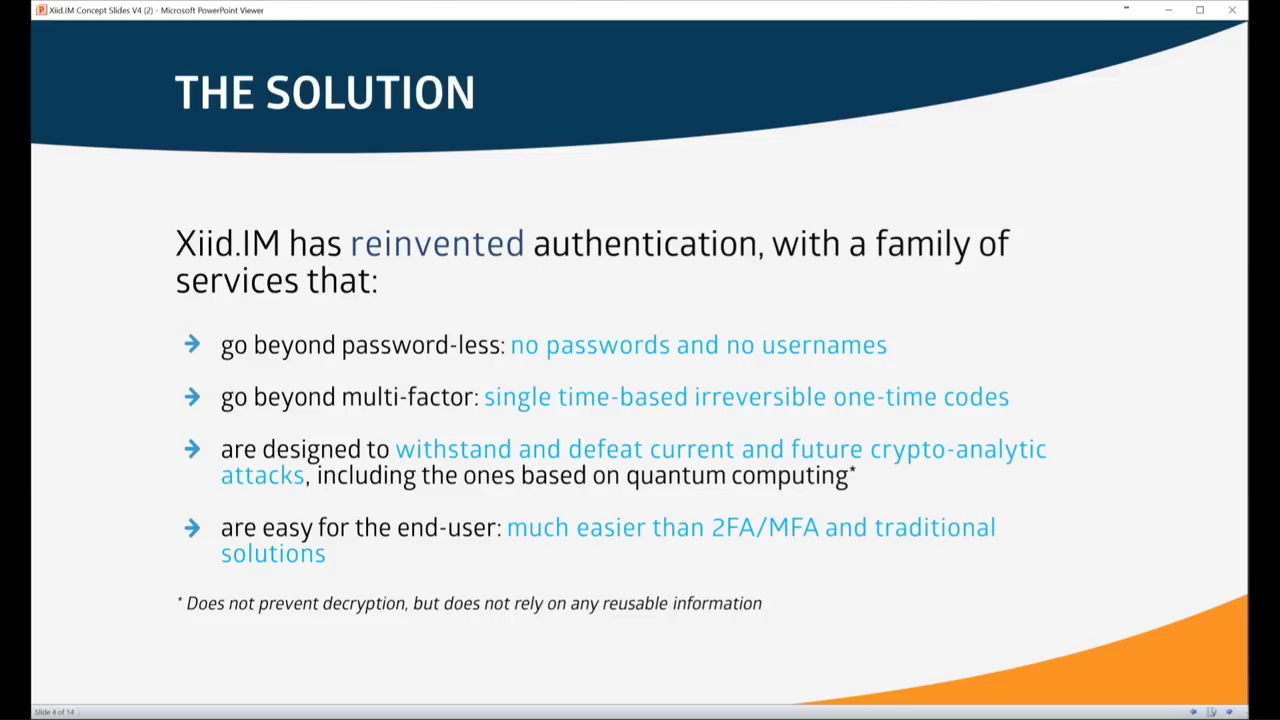 Xiid.IM Concept Slides V4 (2) - Microsoft PowerPoint Viewer
THE SOLUTION
Xiid.IM has reinvented authentication, with a family of
services that:
go beyond password-less: no passwords and no usernames
go beyond multi-factor: single time-based irreversible one-time codes
are designed to withstand and defeat current and future crypto-analytic
attacks, including the ones based on quantum computing*
are easy for the end-user: much easier than 2FA/MFA and traditional
solutions
* Does not prevent decryption, but does not rely on any reusable information
Slide 4 of 14